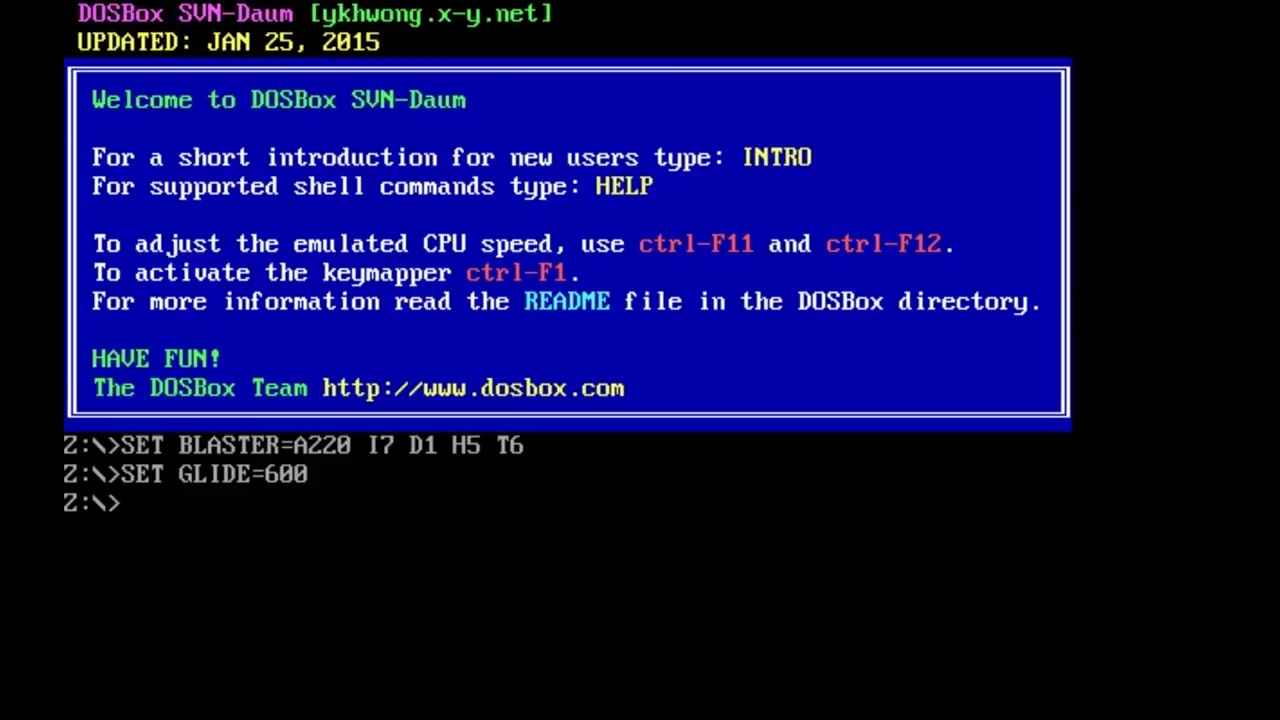 DOSBox SVN-Daum [ykhwong.x-y.net]
UPDATED: JAN 25, 2015
Welcome to DOSBox SVN-Daum
For a short introduction for new users type: INTRO
For supported shell commands type: HELP
To adjust the emulated CPU speed, use ctrl-F11 and ctrl-F12.
To activate the keymapper ctrl-F1.
For more information read the README file in the DOSBox directory.
HAVE FUN!
The DOSBox Team http://www.dosbox.com
Z:\>SET BLASTER=A220 I7 D1 H5 T6
Z:\>SET GLIDE=600
Z:\>